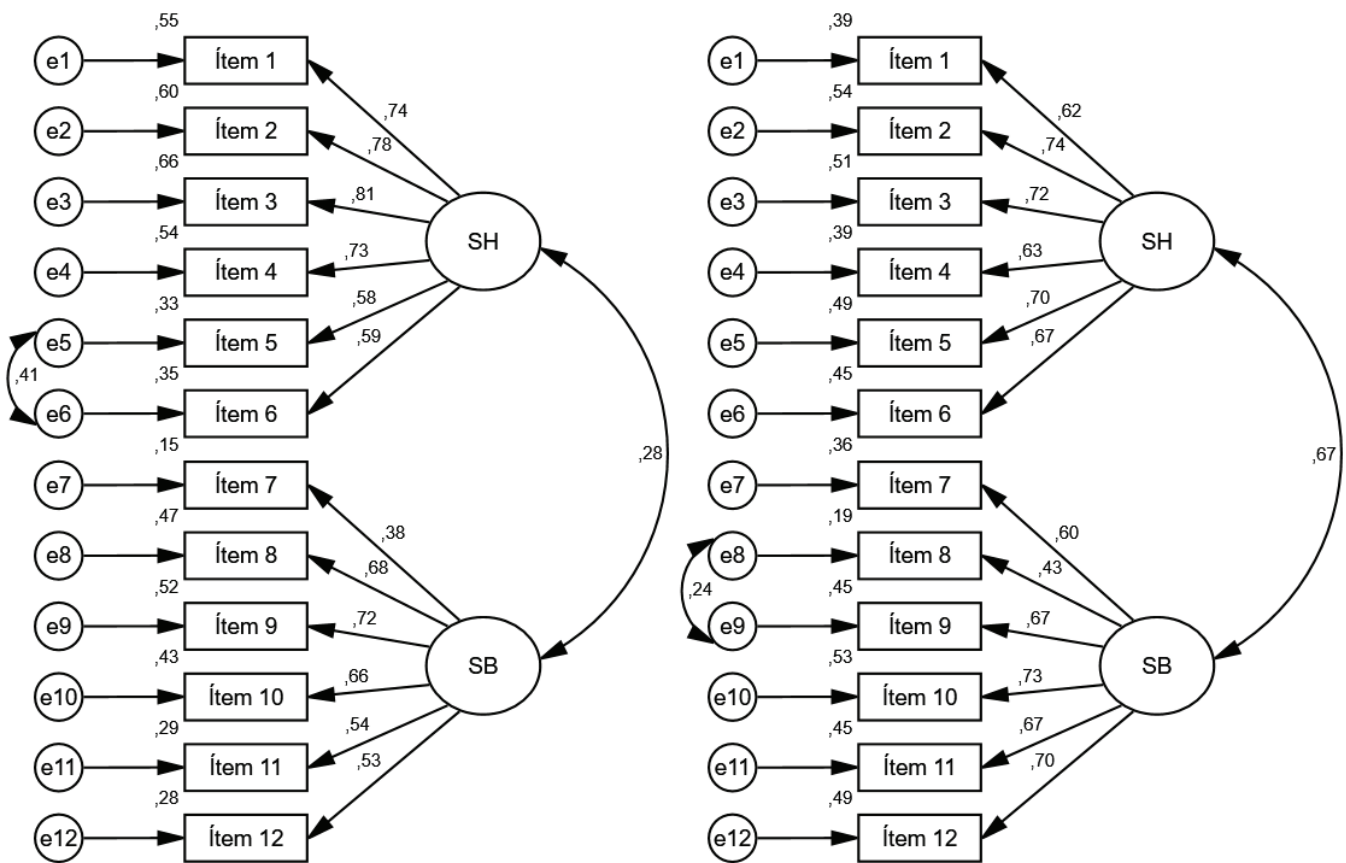 ,55
e1 Ítem 1
,74
,60
e2 Ítem 2
,78
,66
e3 Ítem 3
,81
SH
,54
e4 Ítem 4
,73
,33
e5 Ítem 5
,58
,41
,35
e6 Ítem 6
,59
,28
,15
e7 Ítem 7
,38
,47
e8 Ítem 8
,68
,52
e9 Ítem 9
,72
SB
,43
e10 Ítem 10
,66
,29
e11 Ítem 11
,54
,28
e12 Ítem 12
,53
,39
e1 Ítem 1
,62
,54
e2 Ítem 2
,74
,51
e3 Ítem 3
,72
SH
,39
e4 Ítem 4
,63
,49
e5 Ítem 5
,70
,45
e6 Ítem 6
,67
,67
,36
e7 Ítem 7
,60
,19
e8 Ítem 8
,43
,24
,45
e9 Ítem 9
,67
SB
,53
e10 Ítem 10
,73
,45
e11 Ítem 11
,67
,49
e12 Ítem 12
,70